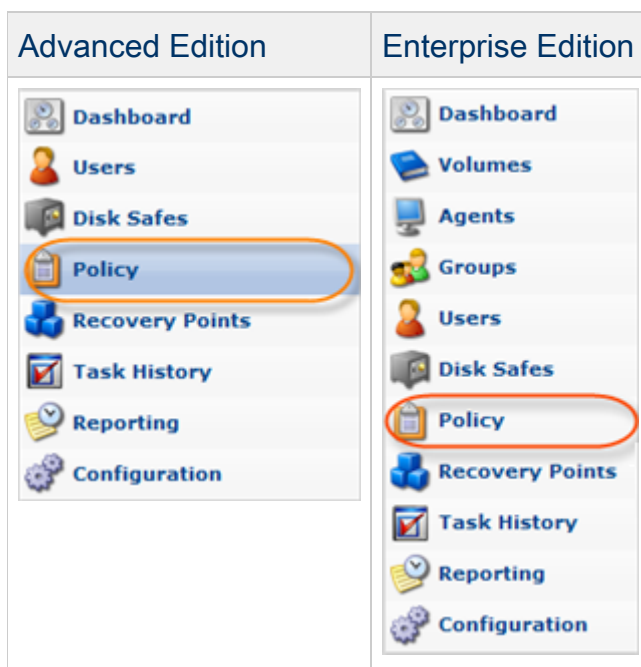 Advanced Edition
Dashboard
Users
Disk Safes
Policy
Recovery Points
Task History
Reporting
Configuration
Enterprise Edition
Dashboard
Volumes
Agents
Groups
Users
Disk Safes
Policy
Recovery Points
Task History
Reporting
Configuration